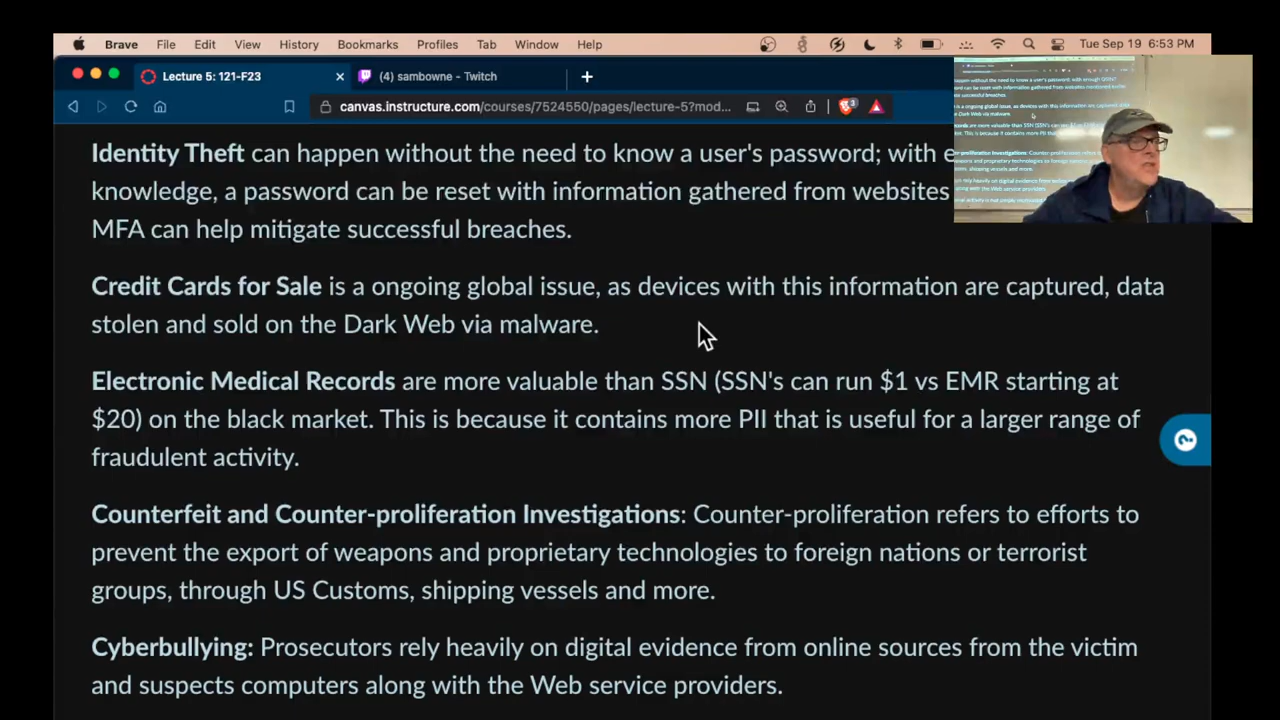 Brave File Edit View History Bookmarks Profiles Tab Window Help Tue Sep 19 6:53 PM
Lecture 5: 121-F23 (4) sambowne - Twitch
canvas.instructure.com/courses/7524550/pages/lecture-5?mod...
Identity Theft can happen without the need to know a user's password; with
knowledge, a password can be reset with information gathered from websites
MFA can help mitigate successful breaches.
Credit Cards for Sale is a ongoing global issue, as devices with this information are captured, data
stolen and sold on the Dark Web via malware.
Electronic Medical Records are more valuable than SSN (SSN's can run $1 vs EMR starting at
$20) on the black market. This is because it contains more PII that is useful for a larger range of
fraudulent activity.
Counterfeit and Counter-proliferation Investigations: Counter-proliferation refers to efforts to
prevent the export of weapons and proprietary technologies to foreign nations or terrorist
groups, through US Customs, shipping vessels and more.
Cyberbullying: Prosecutors rely heavily on digital evidence from online sources from the victim
and suspects computers along with the Web service providers.